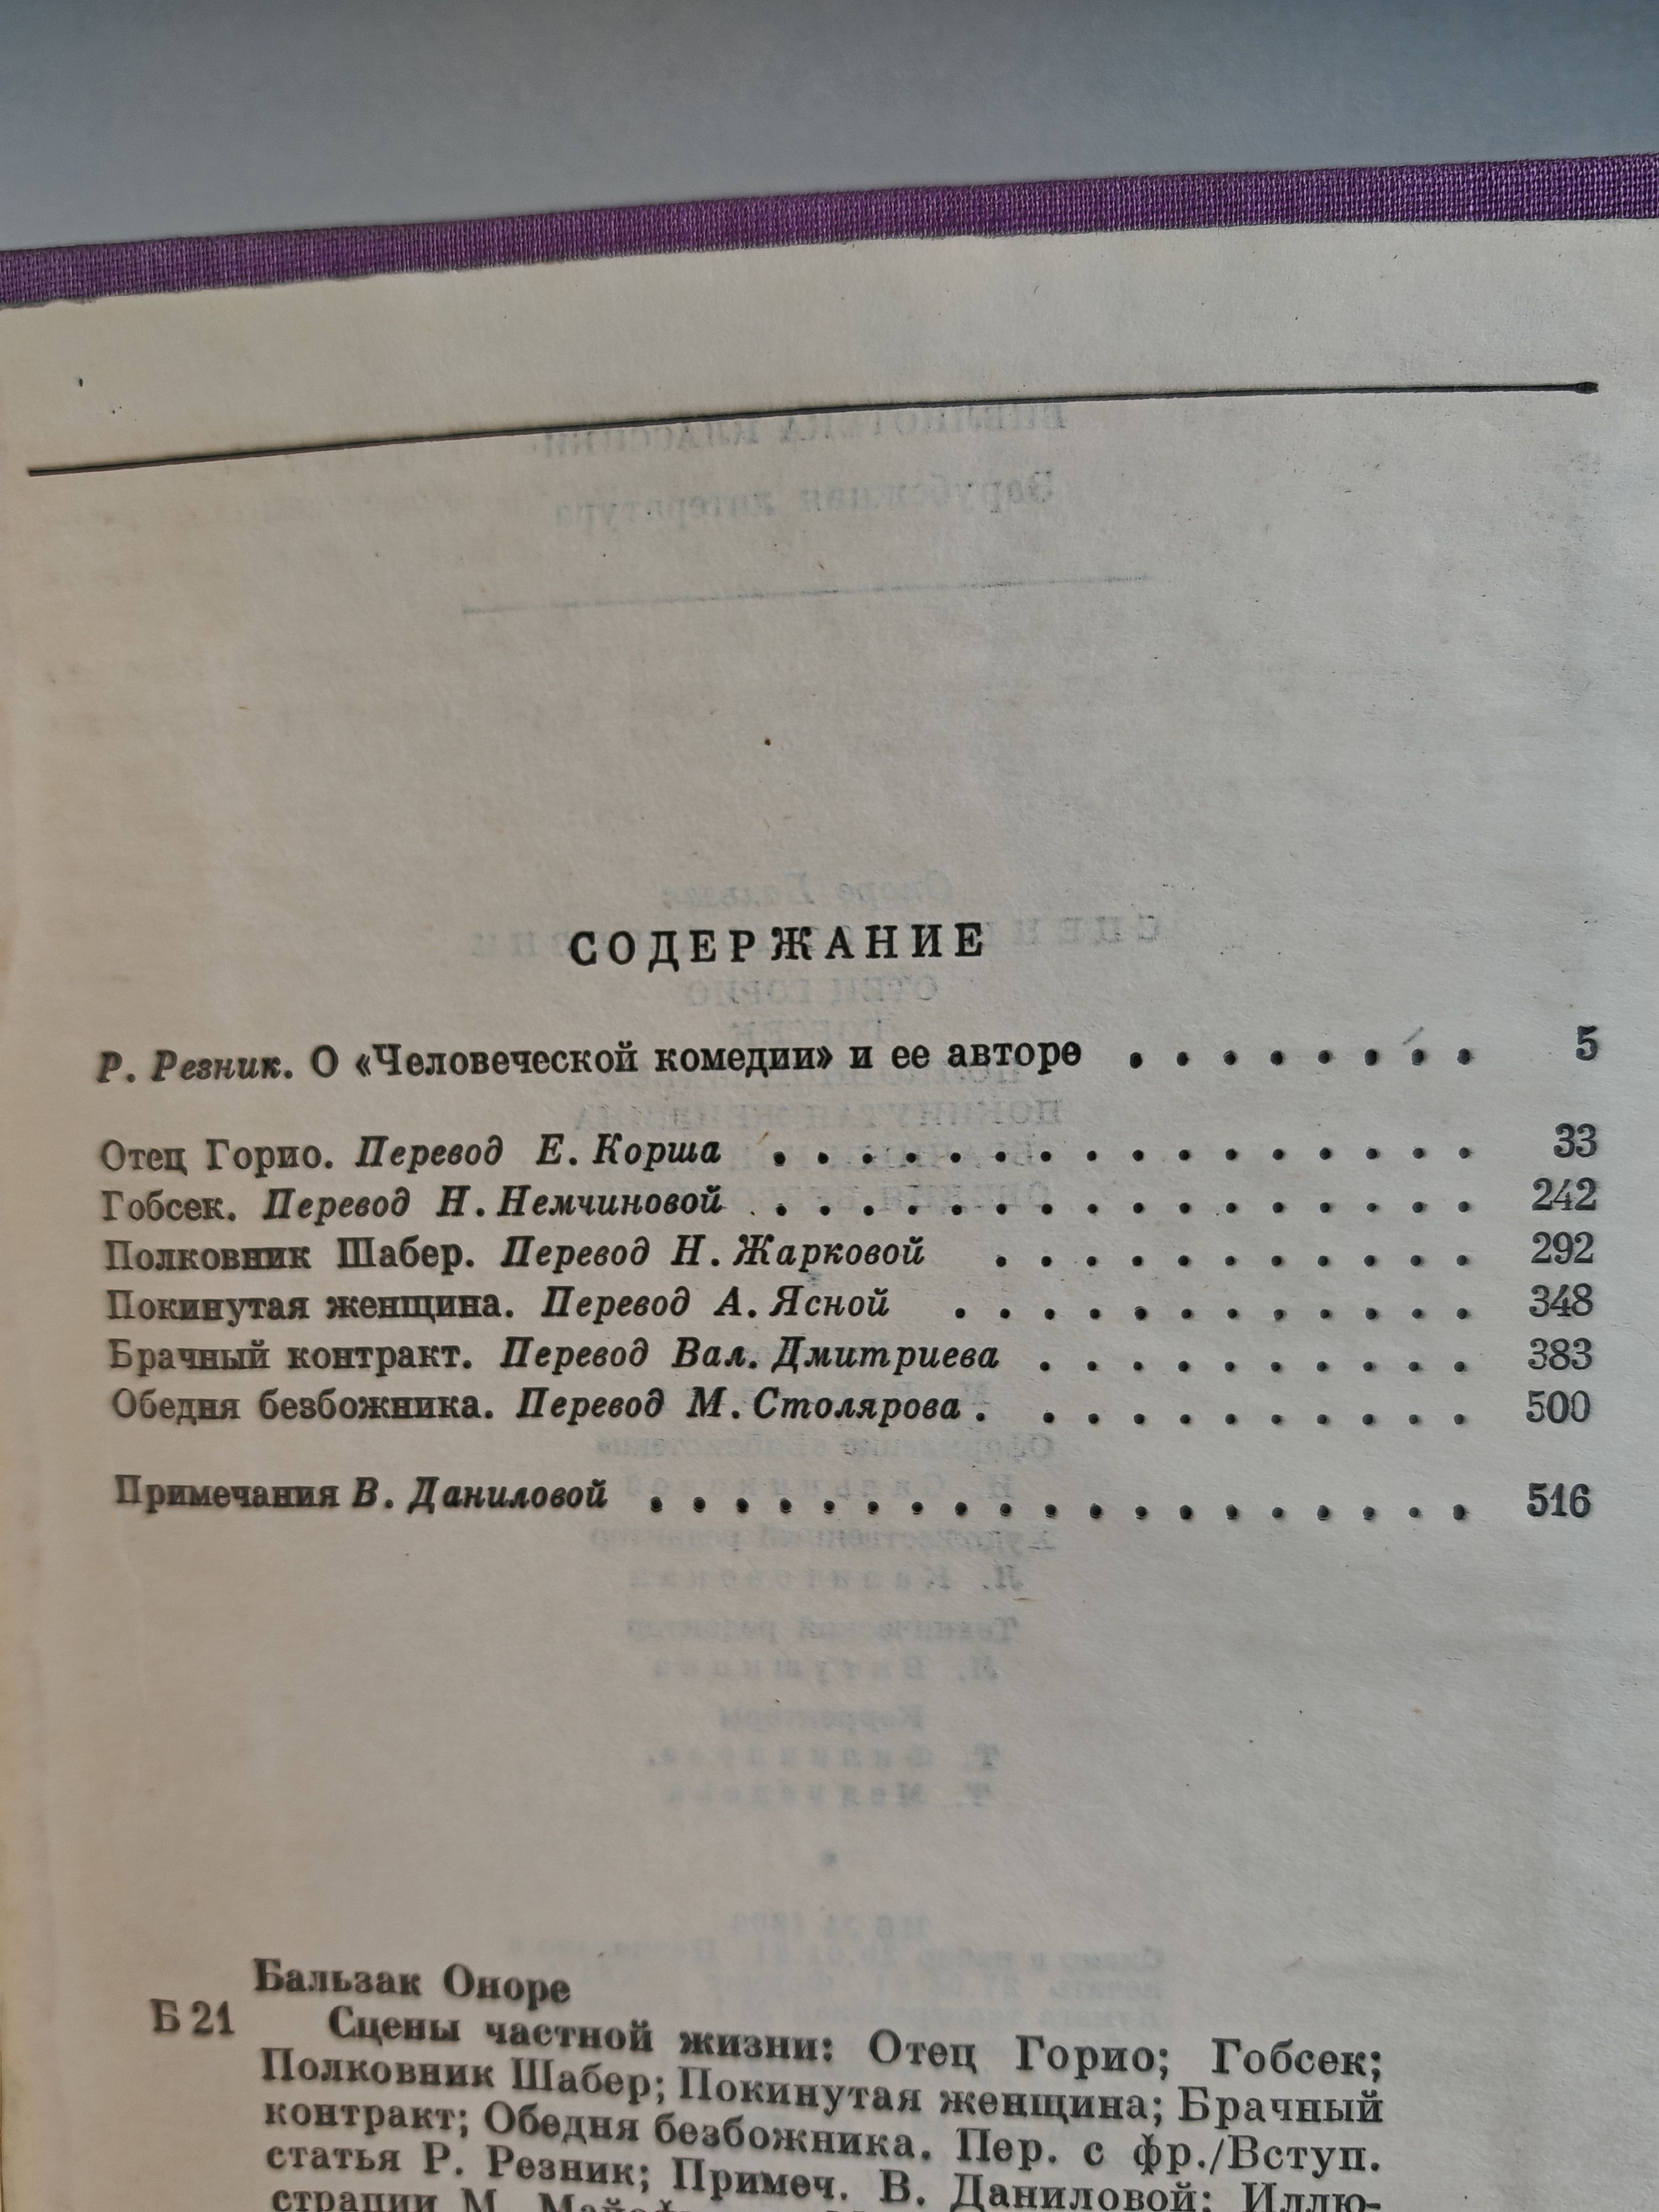 СОДЕРЖАНИЕ
Р. Резник. О «Человеческой комедии» и ее авторе . . . . . . . . 5
Отец Горио. Перевод Е. Корша . . . . . . . . . . . . . . . . 33
Гобсек. Перевод Н. Немчиновой . . . . . . . . . . . . . . . . 242
Полковник Шабер. Перевод Н. Жарковой . . . . . . . . . . . 292
Покинутая женщина. Перевод А. Ясной . . . . . . . . . . . . 348
Брачный контракт. Перевод Вал. Дмитриева . . . . . . . . . . 383
Обедня безбожника. Перевод М. Столярова . . . . . . . . . . . 500
Примечания В. Даниловой . . . . . . . . . . . . . . . . . . . 516
Бальзак Оноре
Б 21 Сцены частной жизни: Отец Горио; Гобсек;
Полковник Шабер; Покинутая женщина; Брачный
контракт; Обедня безбожника. Пер. с фр./Вступ.
статья Р. Резник; Примеч. В. Даниловой; Иллю-
страции М.